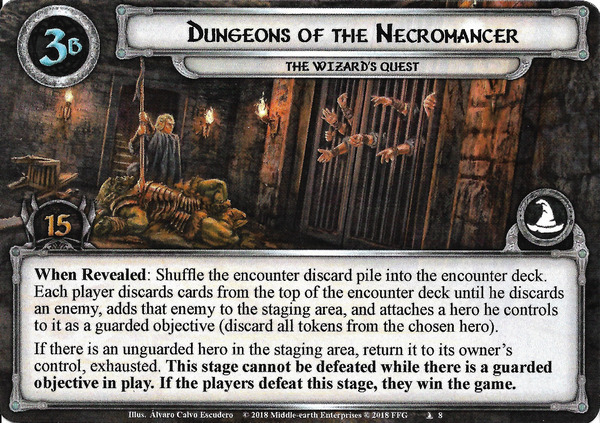 3B
DUNGEONS OF THE NECROMANCER
THE WIZARD'S QUEST
15
When Revealed: Shuffle the encounter discard pile into the encounter deck.
Each player discards cards from the top of the encounter deck until he discards
an enemy, adds that enemy to the staging area, and attaches a hero he controls
to it as a guarded objective (discard all tokens from the chosen hero).
If there is an unguarded hero in the staging area, return it to its owner's
control, exhausted. This stage cannot be defeated while there is a guarded
objective in play. If the players defeat this stage, they win the game.
Illus. Álvaro Calvo Escudero © 2018 Middle-earth Enterprises © 2018 FFG 8